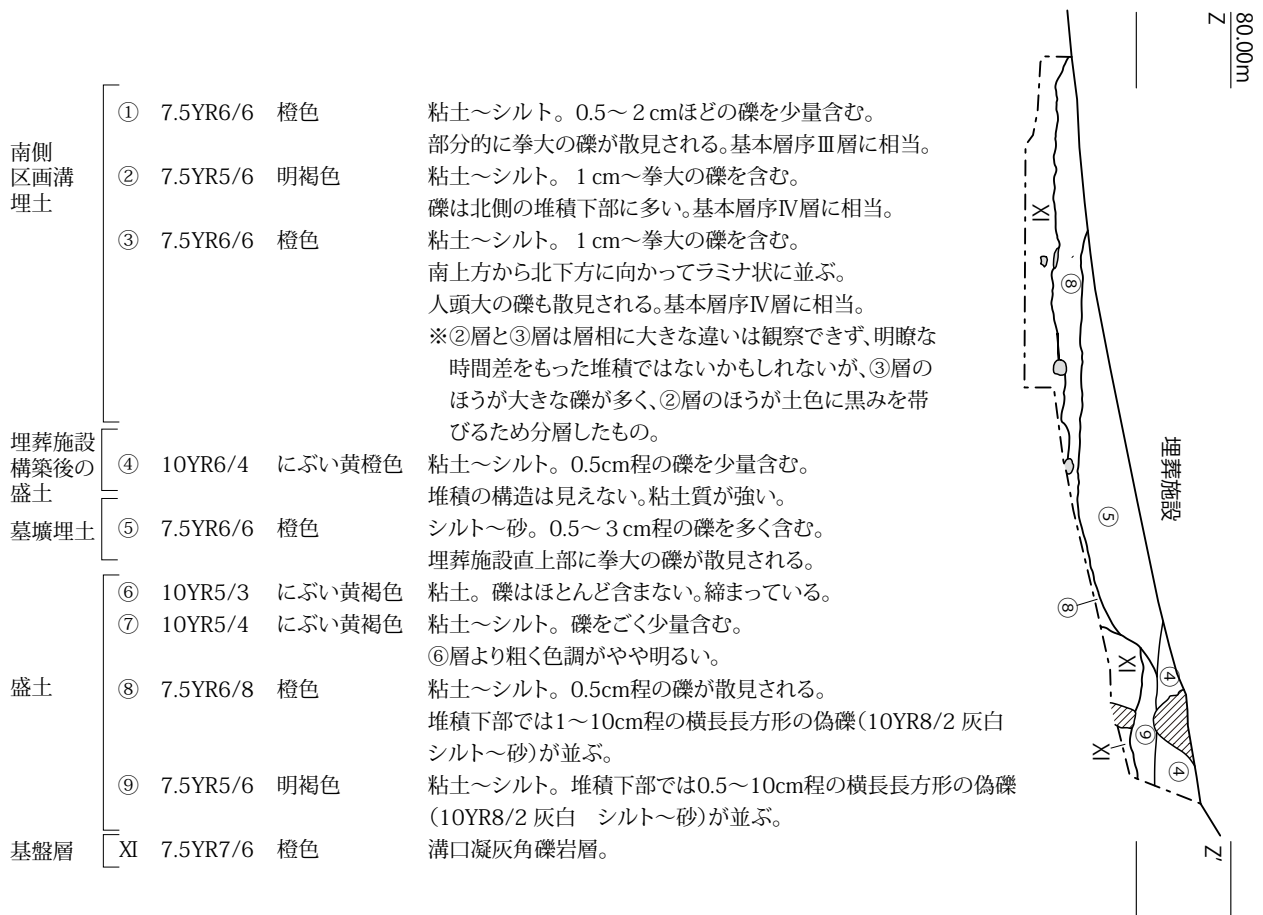 南側
区画溝
埋土
① 7.5YR6/6 橙色 粘土～シルト。0.5～2cmほどの礫を少量含む。
部分的に拳大の礫が散見される。基本層序Ⅲ層に相当。
② 7.5YR5/6 明褐色 粘土～シルト。1cm～拳大の礫を含む。
礫は北側の堆積下部に多い。基本層序Ⅳ層に相当。
③ 7.5YR6/6 橙色 粘土～シルト。1cm～拳大の礫を含む。
南上方から北下方に向かってラミナ状に並ぶ。
人頭大の礫も散見される。基本層序Ⅳ層に相当。
※②層と③層は層相に大きな違いは観察できず、明瞭な
時間差をもった堆積ではないかもしれないが、③層の
ほうが大きな礫が多く、②層のほうが土色に黒みを帯
びるため分層したもの。
埋葬施設
構築後の
盛土
④ 10YR6/4 にぶい黄橙色 粘土～シルト。0.5cm程の礫を少量含む。
堆積の構造は見えない。粘土質が強い。
墓壙埋土
⑤ 7.5YR6/6 橙色 シルト～砂。0.5～3cm程の礫を多く含む。
埋葬施設直上部に拳大の礫が散見される。
盛土
⑥ 10YR5/3 にぶい黄褐色 粘土。礫はほとんど含まない。締まっている。
⑦ 10YR5/4 にぶい黄褐色 粘土～シルト。礫をごく少量含む。
⑥層より粗く色調がやや明るい。
⑧ 7.5YR6/8 橙色 粘土～シルト。0.5cm程の礫が散見される。
堆積下部では1～10cm程の横長長方形の偽礫（10YR8/2 灰白
シルト～砂）が並ぶ。
⑨ 7.5YR5/6 明褐色 粘土～シルト。堆積下部では0.5～10cm程の横長長方形の偽礫
（10YR8/2 灰白 シルト～砂）が並ぶ。
基盤層
Ⅺ 7.5YR7/6 橙色 溝口凝灰角礫岩層。
80.00m
Z
Ⅺ
⑧
埋葬施設
⑤
⑧
Ⅺ
④
⑨
Ⅺ
④
Z'